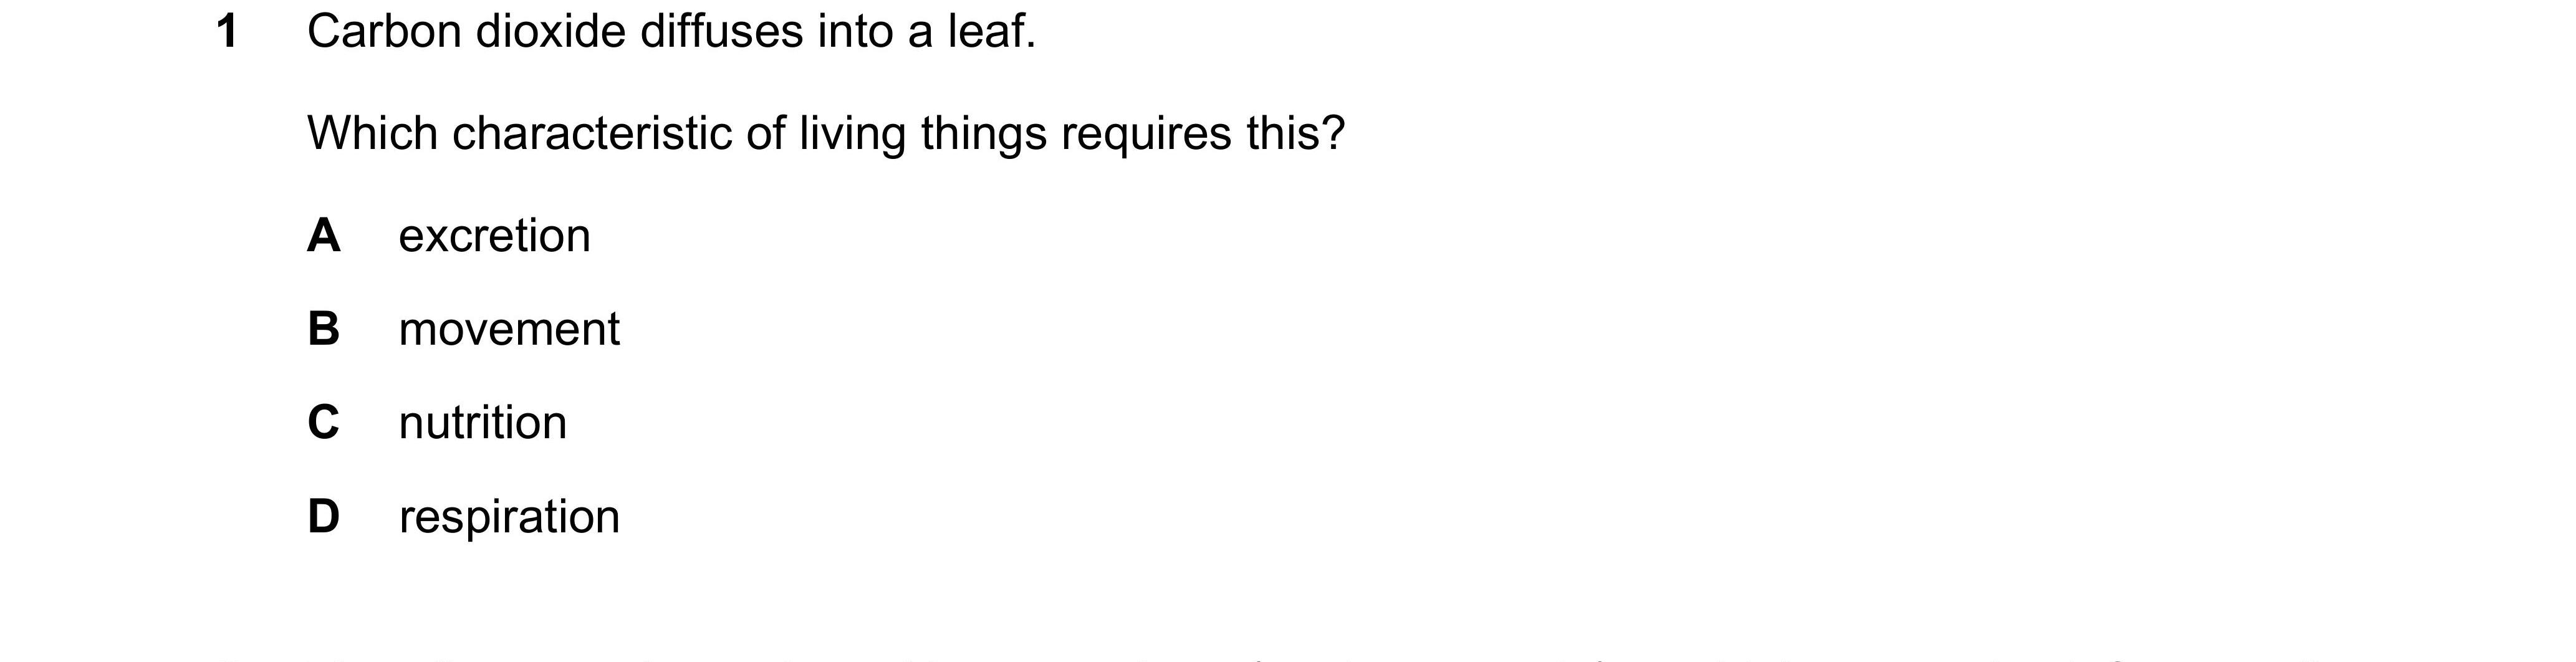 1 Carbon dioxide diffuses into a leaf.
Which characteristic of living things requires this?
A excretion
B movement
C nutrition
D respiration